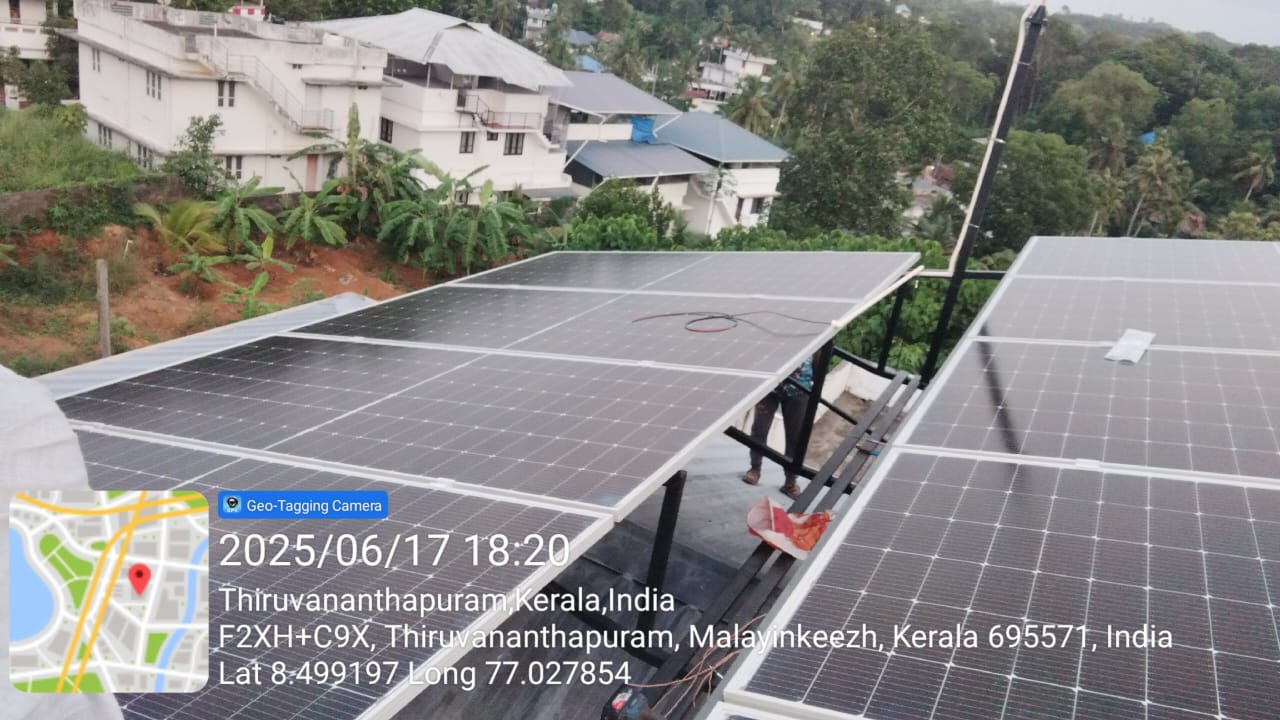 Geo-Tagging Camera
2025/06/17 18:20
Thiruvananthapuram,Kerala,India
F2XH+C9X, Thiruvananthapuram, Malayinkeezh, Kerala 695571, India
Lat 8.499197 Long 77.027854